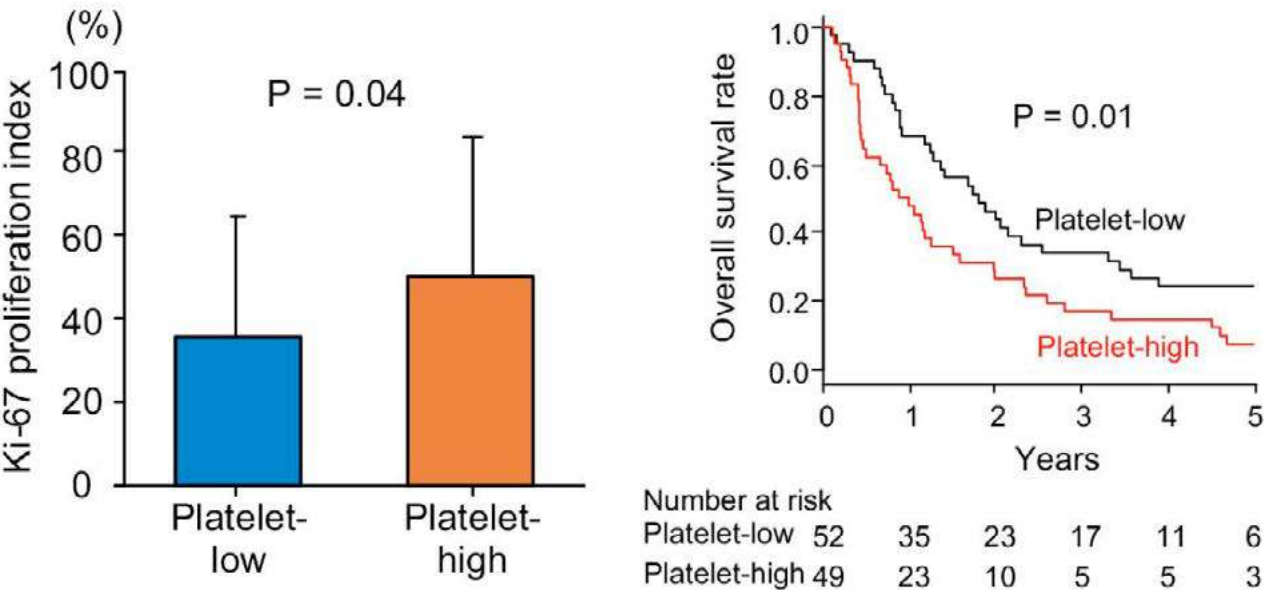 (%)
Ki-67 proliferation index
100
80
60
40
20
0
P = 0.04
Platelet-
low
Platelet-
high
Overall survival rate
1.0
0.8
0.6
0.4
0.2
0.0
P = 0.01
Platelet-low
Platelet-high
0 1 2 3 4 5
Years
Number at risk
Platelet-low 52 35 23 17 11 6
Platelet-high 49 23 10 5 5 3